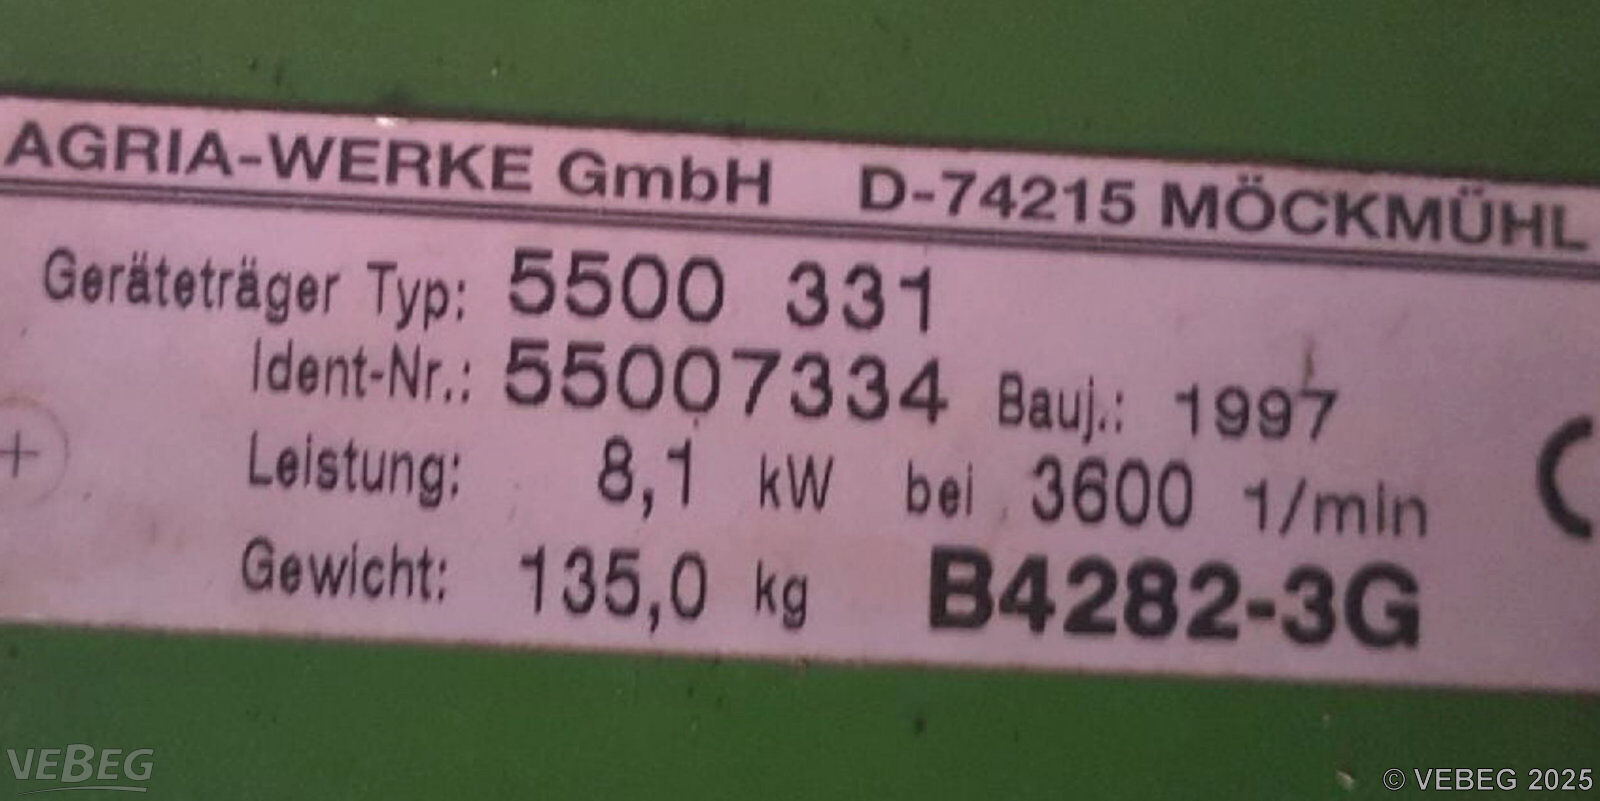 AGRIA-WERKE GmbH D-74215 MÖCKMÜHL
Geräteträger Typ: 5500 331
Ident-Nr.: 55007334 Bauj.: 1997
Leistung: 8,1 kW bei 3600 1/min
Gewicht: 135,0 kg B4282-3G
VEBEG
© VEBEG 2025